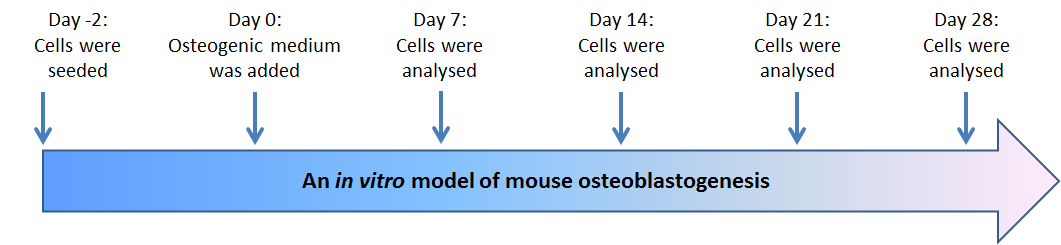 Day -2:
Cells were
seeded
Day 0:
Osteogenic medium
was added
Day 7:
Cells were
analysed
Day 14:
Cells were
analysed
Day 21:
Cells were
analysed
Day 28:
Cells were
analysed
An in vitro model of mouse osteoblastogenesis